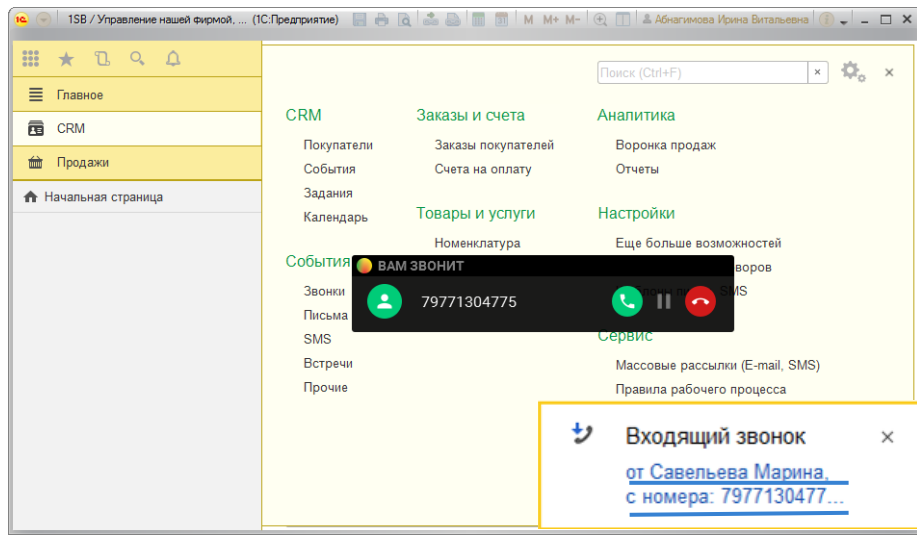 1SB / Управление нашей фирмой, ... (1С:Предприятие) M M+ M- Абнагимова Ирина Витальевна
Поиск (Ctrl+F)
Главное
CRM
Продажи
Начальная страница
CRM
Покупатели
События
Задания
Календарь
События
Звонки
Письма
SMS
Встречи
Прочие
Заказы и счета
Заказы покупателей
Счета на оплату
Товары и услуги
Номенклатура
Аналитика
Воронка продаж
Отчеты
Настройки
Еще больше возможностей
воров
SMS
Сервис
Массовые рассылки (E-mail, SMS)
Правила рабочего процесса
ВАМ ЗВОНИТ
79771304775
Входящий звонок
от Савельева Марина,
с номера: 7977130477...